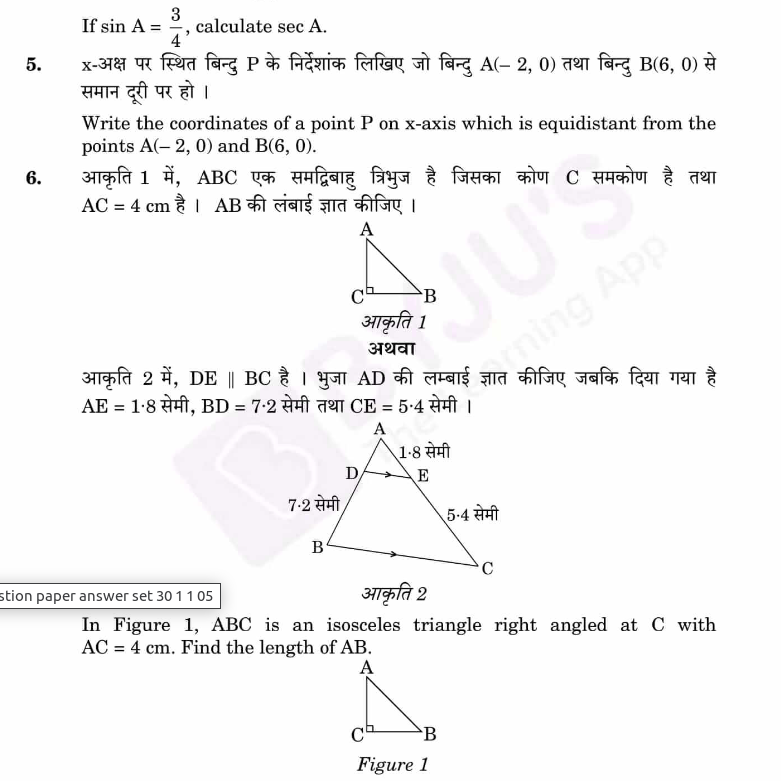 If sin A = 3/4, calculate sec A.
5. x-अक्ष पर स्थित बिन्दु P के निर्देशांक लिखिए जो बिन्दु A(– 2, 0) तथा बिन्दु B(6, 0) से
समान दूरी पर हो ।
Write the coordinates of a point P on x-axis which is equidistant from the
points A(– 2, 0) and B(6, 0).
6. आकृति 1 में, ABC एक समद्विबाहु त्रिभुज है जिसका कोण C समकोण है तथा
AC = 4 cm है । AB की लंबाई ज्ञात कीजिए ।
A
C B
आकृति 1
अथवा
आकृति 2 में, DE || BC है । भुजा AD की लम्बाई ज्ञात कीजिए जबकि दिया गया है
AE = 1·8 सेमी, BD = 7·2 सेमी तथा CE = 5·4 सेमी ।
A
1·8 सेमी
D E
7·2 सेमी
5·4 सेमी
B
C
stion paper answer set 30 1 1 05
आकृति 2
In Figure 1, ABC is an isosceles triangle right angled at C with
AC = 4 cm. Find the length of AB.
A
C B
Figure 1
BYJU'S
The Learning App